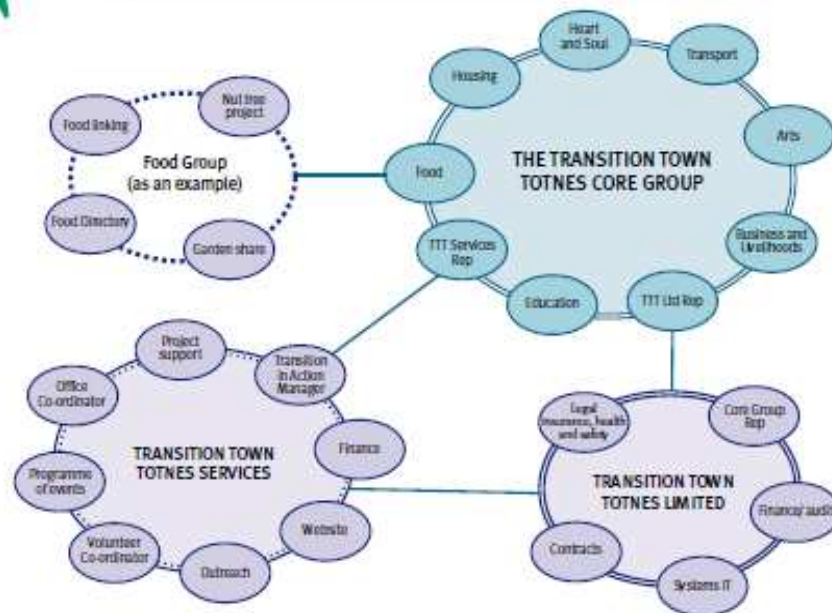 Heart
and Soul
Housing
Transport
Nut tree
project
Food linking
Arts
Food Group
(as an example)
THE TRANSITION TOWN
TOTNES CORE GROUP
Food
Food Directory
Garden share
TTT Services
Rep
Business and
Livelihoods
Education
TTT Ltd Rep
Project
support
Transition
in Action
Manager
Office
Co-ordinator
Legal
insurance, health
and safety
Core Group
Rep
TRANSITION TOWN
TOTNES SERVICES
Finance
TRANSITION TOWN
TOTNES LIMITED
Programme
of events
Finance/ audit
Website
Volunteer
Co-ordinator
Outreach
Contracts
Systems IT